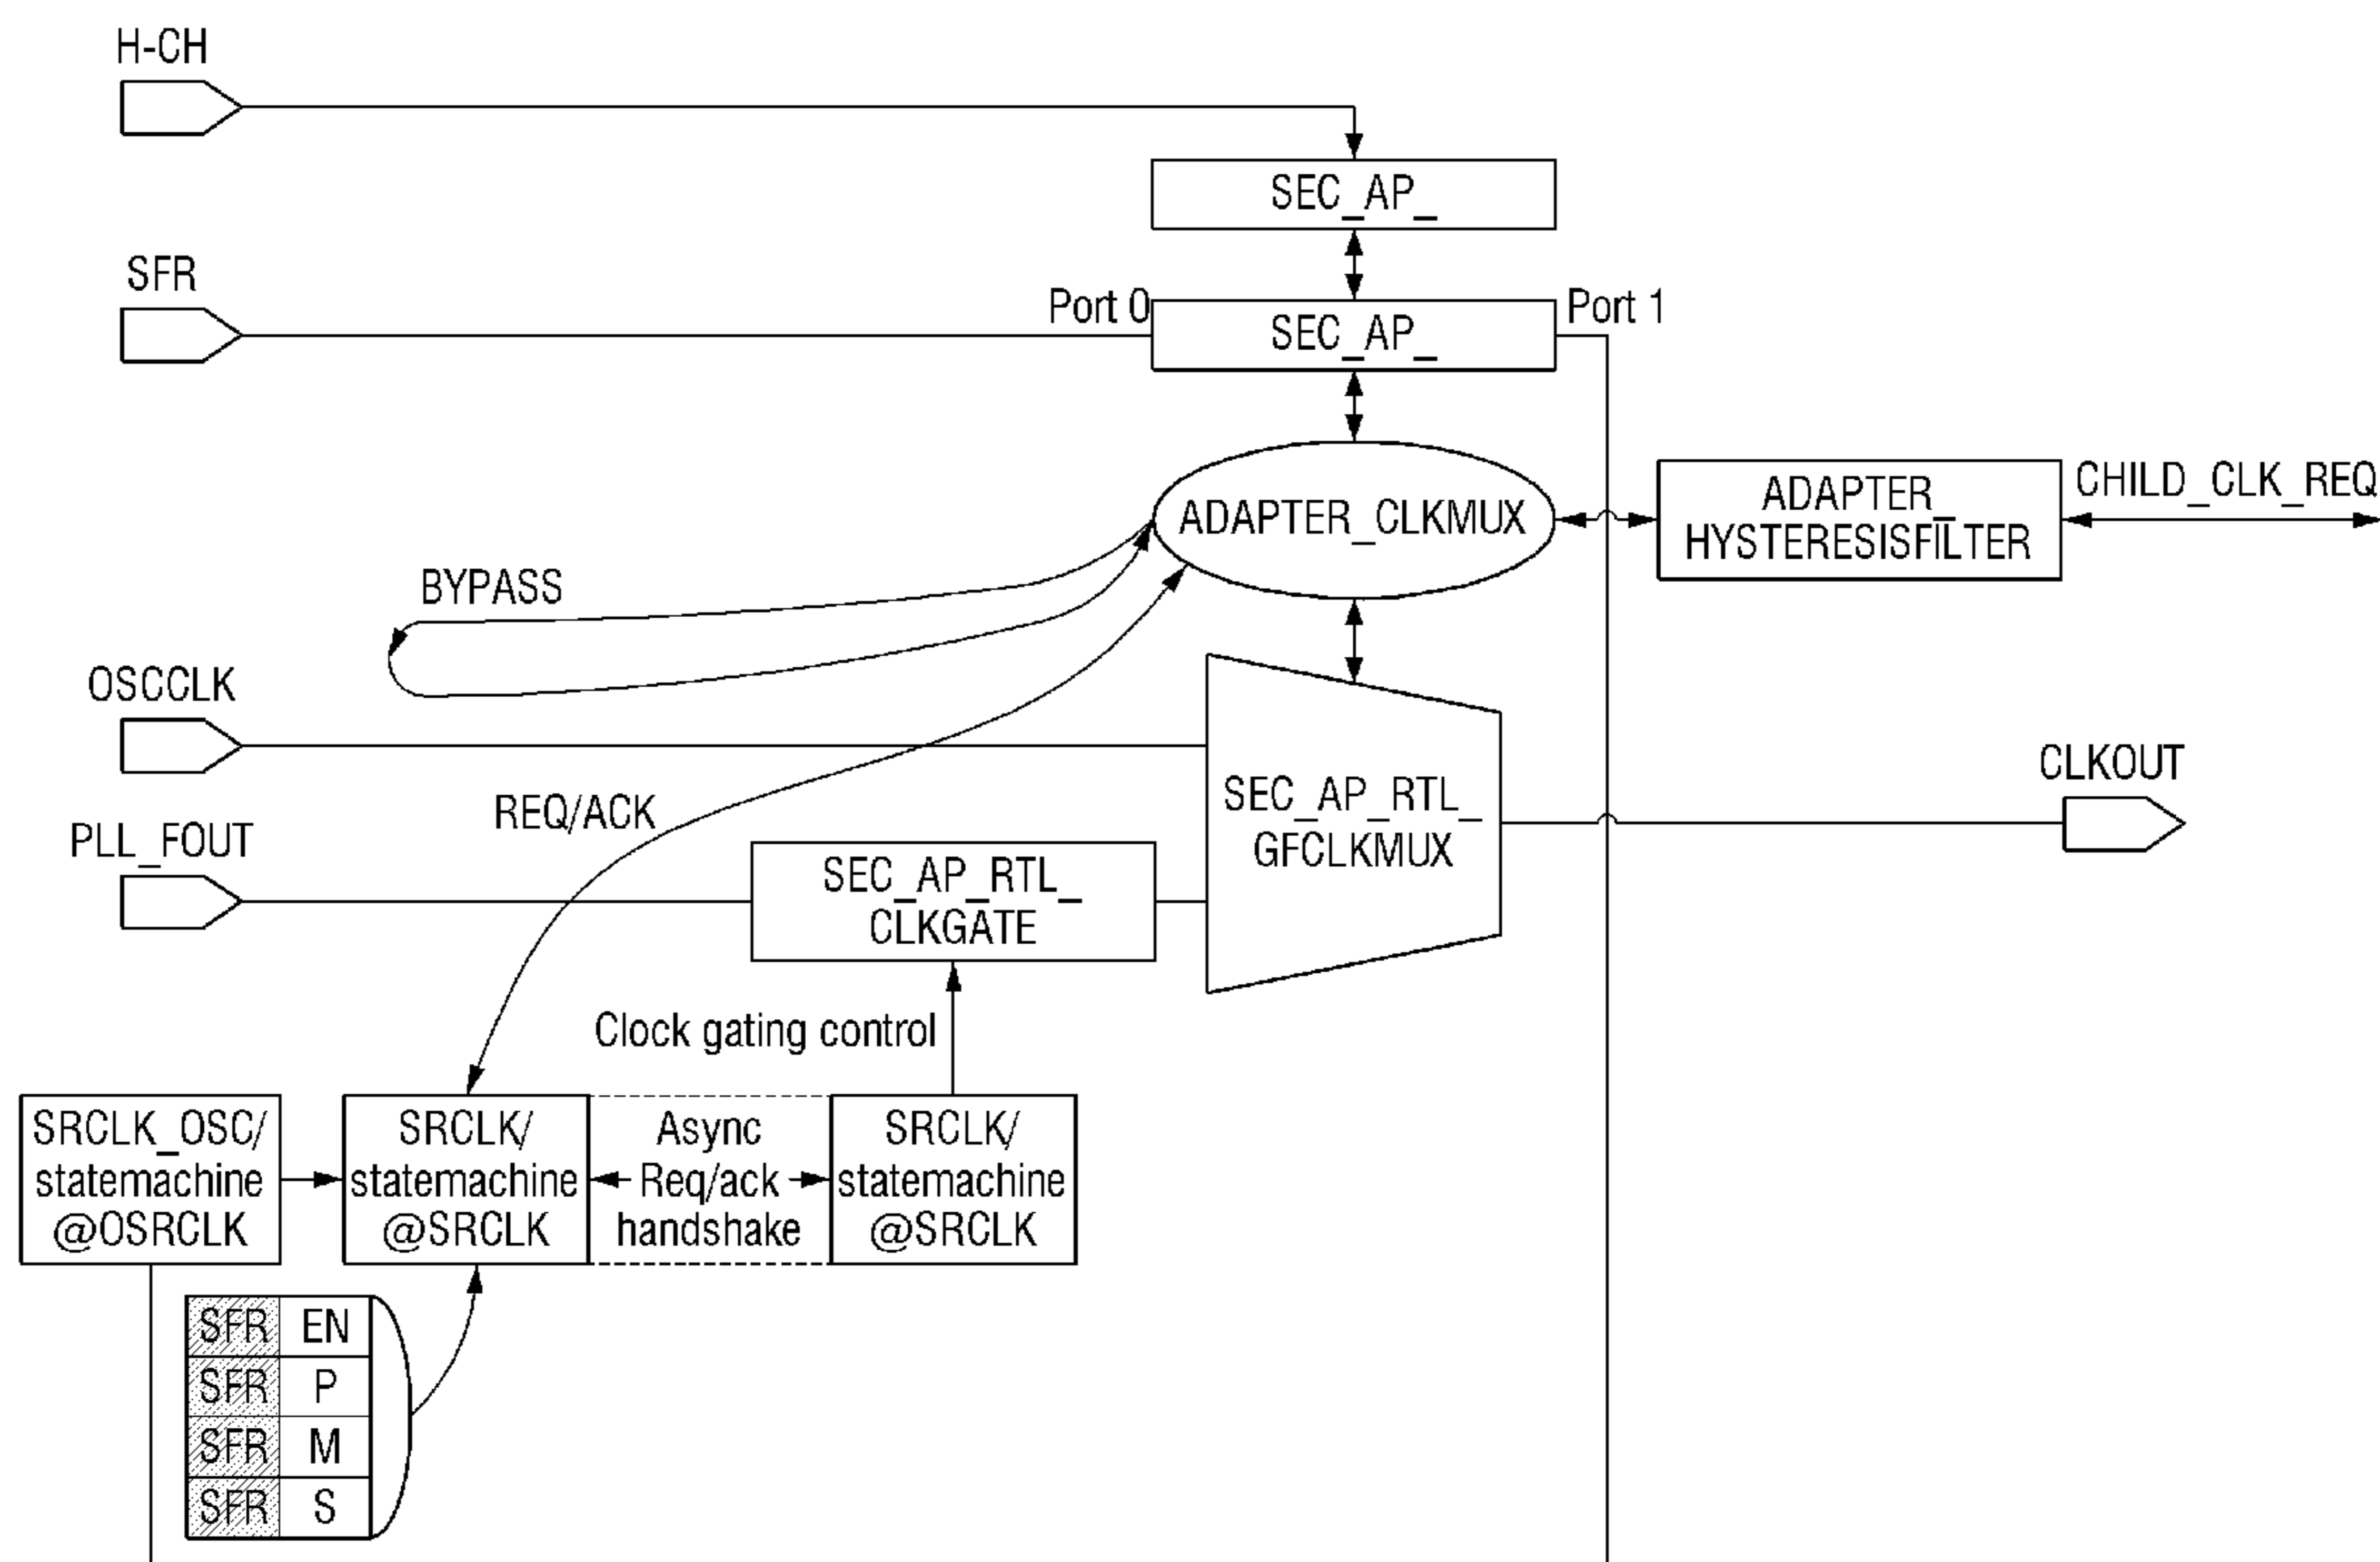 H-CH
SEC_AP_
SFR
Port 0
SEC_AP_
Port 1
ADAPTER_CLKMUX
ADAPTER_
HYSTERESISFILTER
CHILD_CLK_REQ
BYPASS
OSCCLK
REQ/ACK
SEC_AP_RTL_
GFCLKMUX
CLKOUT
PLL_FOUT
SEC_AP_RTL_
CLKGATE
Clock gating control
SRCLK_OSC/
statemachine
@OSRCLK
SRCLK/
statemachine
@SRCLK
Async
Req/ack
handshake
SRCLK/
statemachine
@SRCLK
SFR EN
SFR P
SFR M
SFR S